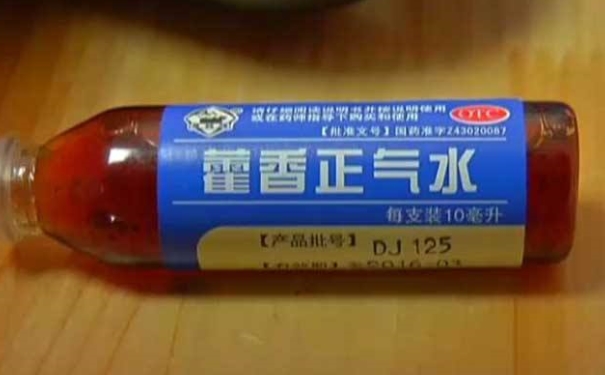 请仔细阅读说明书并按说明使用
或在药师指导下购买和使用
OTC
【批准文号】国药准字Z43020087
藿香正气水
每支装10毫升
【产品批号】 DJ 125
2016-03